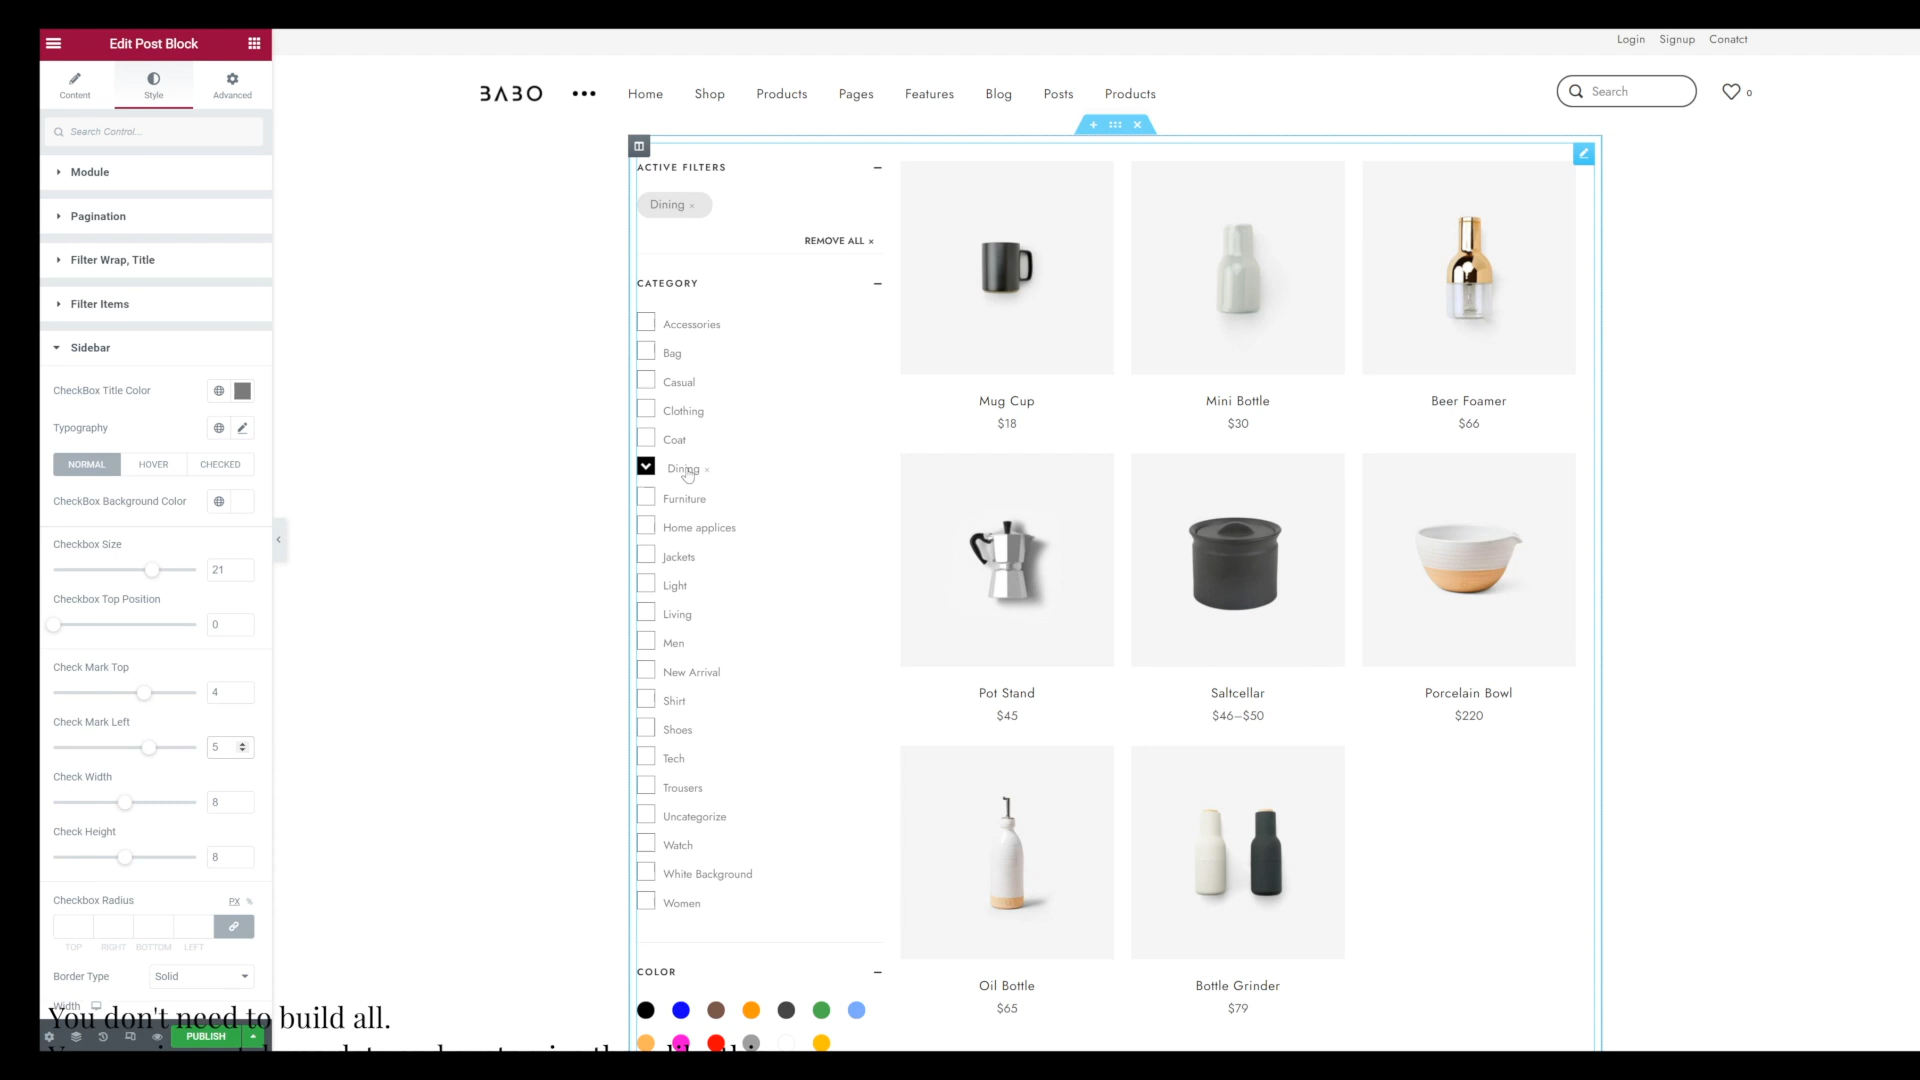 Edit Post Block
Content
Style
Advanced
Search Control...
Module
Pagination
Filter Wrap, Title
Filter Items
Sidebar
CheckBox Title Color
Typography
NORMAL
HOVER
CHECKED
CheckBox Background Color
Checkbox Size
21
Checkbox Top Position
0
Check Mark Top
4
Check Mark Left
5
Check Width
8
Check Height
8
Checkbox Radius
PX %
TOP RIGHT BOTTOM LEFT
Border Type
Solid
Width
You don't need to build all.
PUBLISH
Login Signup Conatct
BABO
Home Shop Products Pages Features Blog Posts Products
Search
0
ACTIVE FILTERS
Dining ×
REMOVE ALL ×
CATEGORY
Accessories
Bag
Casual
Clothing
Coat
Dining ×
Furniture
Home applices
Jackets
Light
Living
Men
New Arrival
Shirt
Shoes
Tech
Trousers
Uncategorize
Watch
White Background
Women
COLOR
Mug Cup
$18
Mini Bottle
$30
Beer Foamer
$66
Pot Stand
$45
Saltcellar
$46–$50
Porcelain Bowl
$220
Oil Bottle
$65
Bottle Grinder
$79